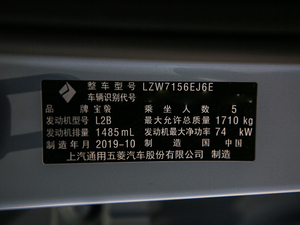 整车型号 LZW7156EJ6E
车辆识别代号
品牌 宝骏 乘坐人数 5
发动机型号 L2B 最大允许总质量 1710 kg
发动机排量 1485mL 发动机最大净功率 74 kW
制造年月 2019-10 制造国 中国
上汽通用五菱汽车股份有限公司 制造